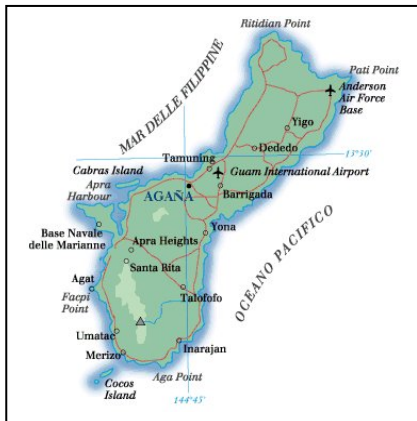 Ritidian Point
Pati Point
MAR DELLE FILIPPINE
Anderson
Air Force
Base
Yigo
Dededo
Tamuning
13°30'
Cabras Island
Guam International Airport
Apra
Harbour
AGAÑA
Barrigada
Base Navale
delle Marianne
Yona
Apra Heights
OCEANO PACIFICO
Santa Rita
Agat
Facpi
Point
Talofofo
Umatac
Merizo
Inarajan
Cocos
Island
Aga Point
144°45'